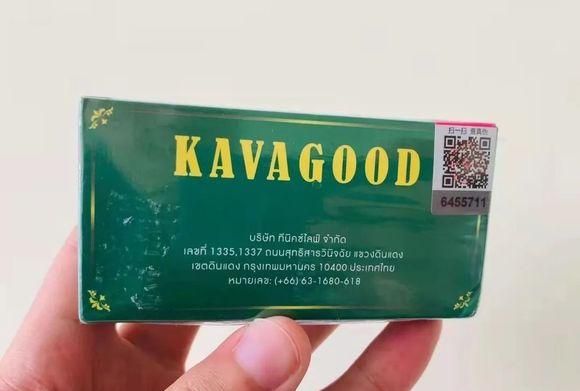 扫一扫 查真伪
6455711
KAVAGOOD
บริษัท ทีนิกซ์ไลฟ์ จำกัด
เลขที่ 1335,1337 ถนนสุทธิสารวินิจฉัย แขวงดินแดง
เขตดินแดง กรุงเทพมหานคร 10400 ประเทศไทย
หมายเลข: (+66) 63-1680-618